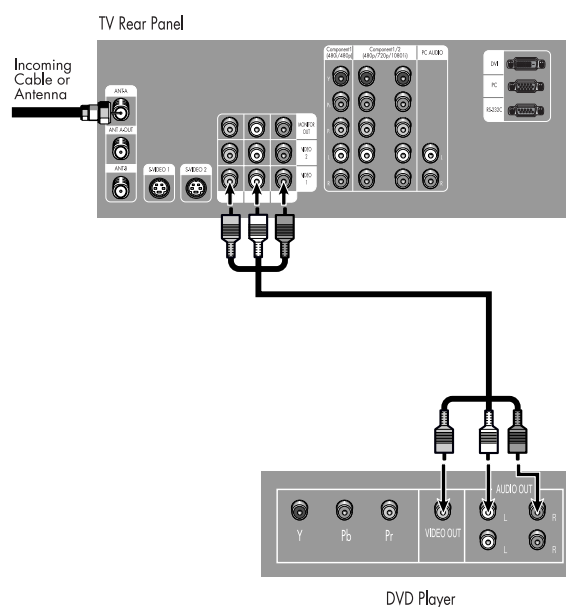 TV Rear Panel
Incoming
Cable or
Antenna
ANT-A
ANT A-OUT
ANT-B
S-VIDEO 1
S-VIDEO 2
MONITOR
OUT
VIDEO
2
VIDEO
1
Component1
(480i/480p)
Component1/2
(480p/720p/1080i)
PC AUDIO
L
R
DVI
PC
RS-232C
Y
Pb
Pr
VIDEO OUT
AUDIO OUT
L
R
L
R
DVD Player